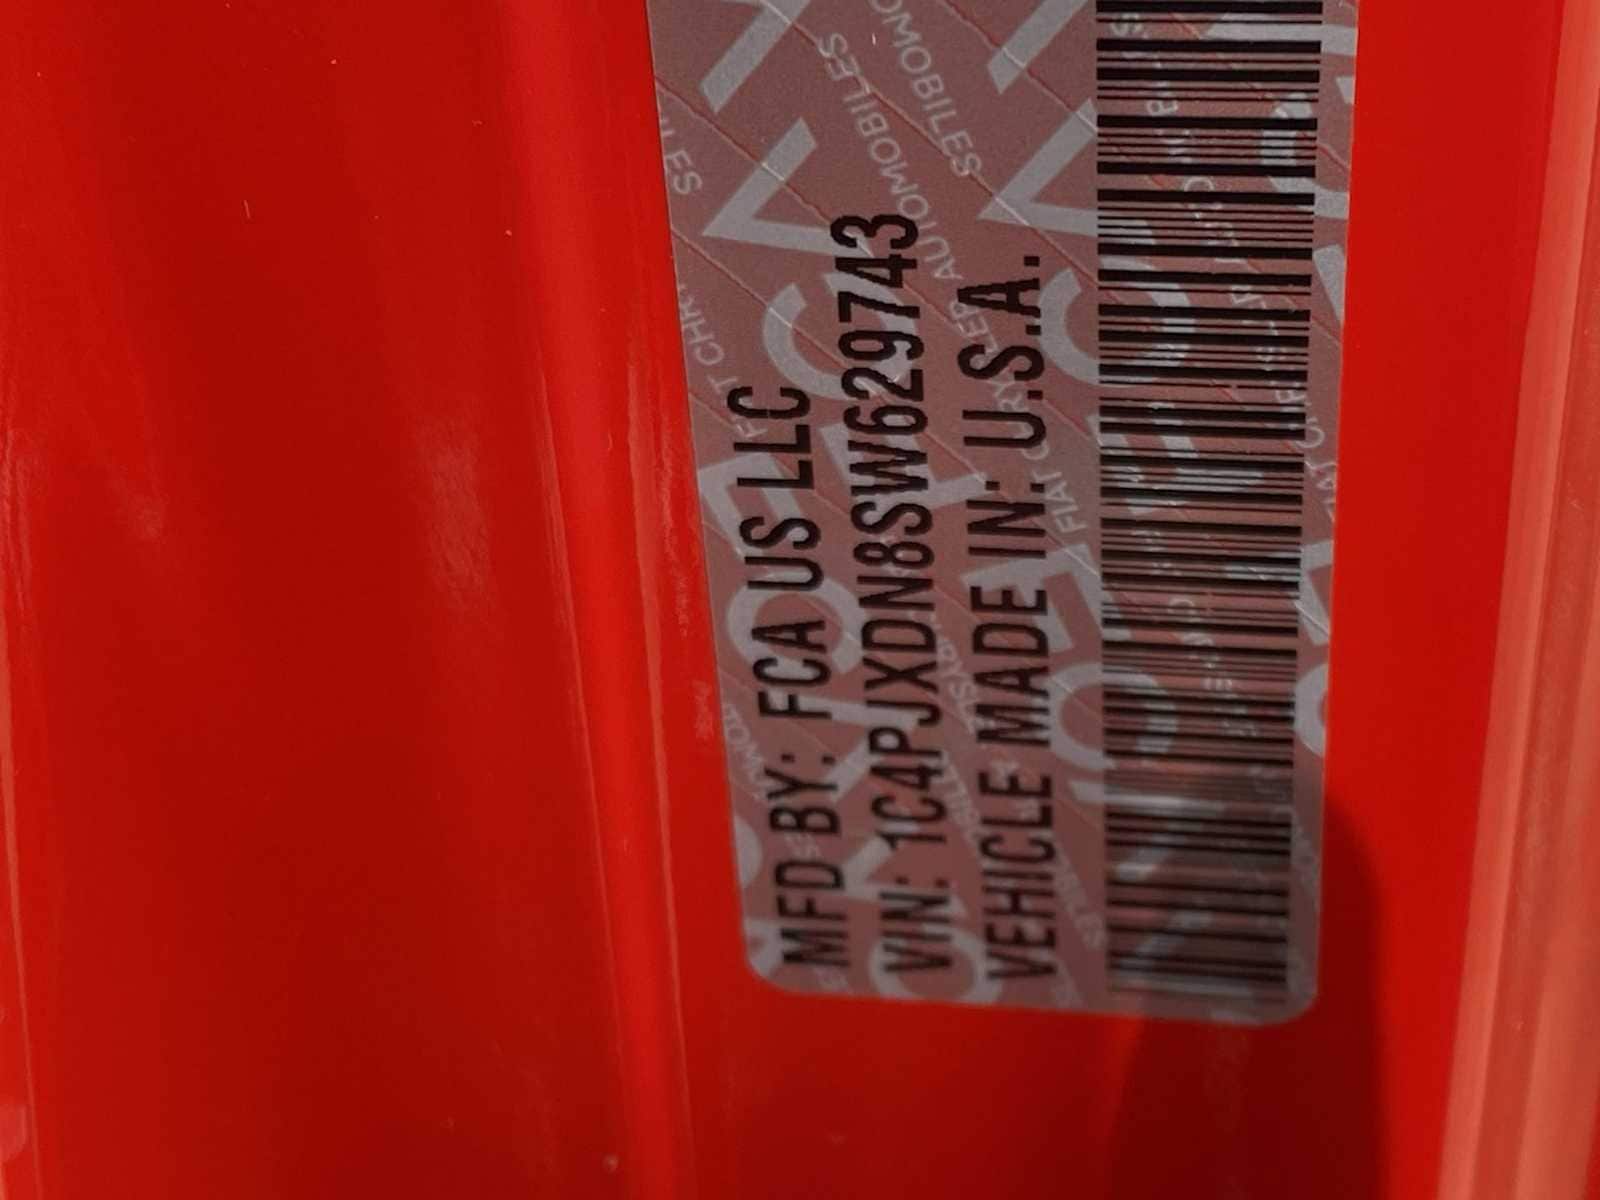 MFD BY: FCA US LLC
VIN: 1C4PJXDN8SW629743
VEHICLE MADE IN: U.S.A.